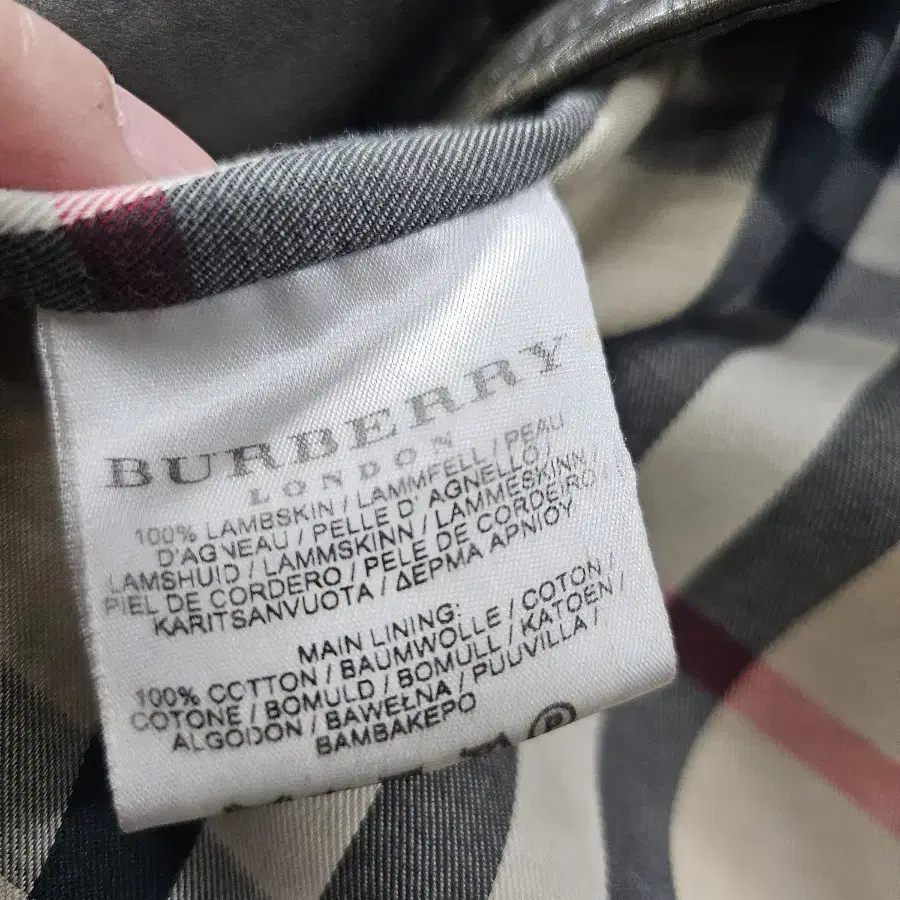 BURBERRY
LONDON
100% LAMBSKIN / LAMMFELL / PEAU
D'AGNEAU / PELLE D' AGNELLO /
LAMSHUID / LAMMSKINN / LAMMESKINN /
PIEL DE CORDERO / PELE DE CORDEIRO
KARITSANVUOTA / ΔΕΡΜΑ ΑΡΝΙΟΥ
MAIN LINING:
100% COTTON / BAUMWOLLE / COTON /
COTONE / BOMULD / BOMULL / KATOEN /
ALGODON / BAWEŁNA / PUUVILLA /
BAMBAKEPO
P